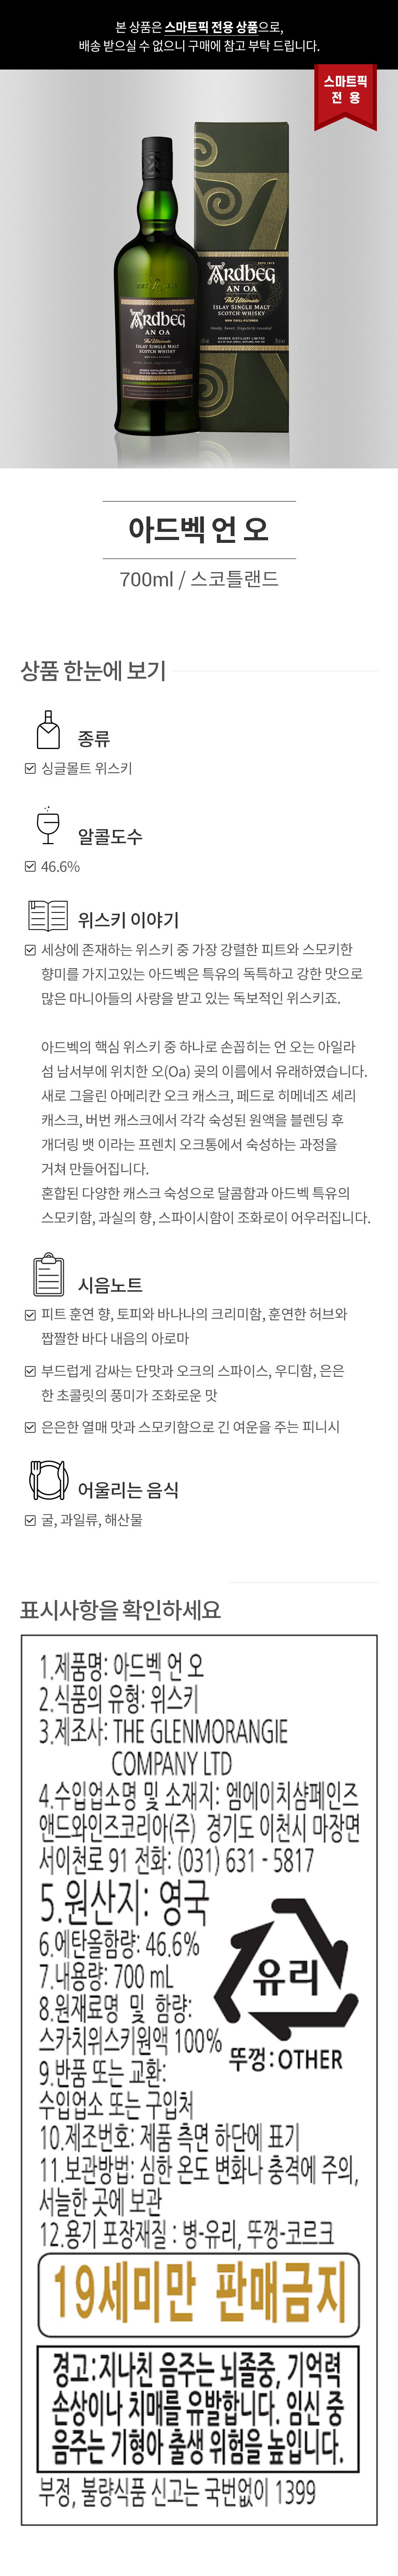 본 상품은 스마트픽 전용 상품으로,
배송 받으실 수 없으니 구매에 참고 부탁 드립니다.
스마트픽
전 용
ARDBEG
AN OA
The Ultimate
ISLAY SINGLE MALT
SCOTCH WHISKY
NON CHILL-FILTERED
ARDBEG
AN OA
The Ultimate
ISLAY SINGLE MALT
SCOTCH WHISKY
NON CHILL-FILTERED
Smoky, Sweet, Singularly rounded
ARDBEG DISTILLERY LIMITED
아드벡 언 오
700ml / 스코틀랜드
상품 한눈에 보기
종류
싱글몰트 위스키
알콜도수
46.6%
위스키 이야기
세상에 존재하는 위스키 중 가장 강렬한 피트와 스모키한
향미를 가지고있는 아드벡은 특유의 독특하고 강한 맛으로
많은 마니아들의 사랑을 받고 있는 독보적인 위스키죠.
아드벡의 핵심 위스키 중 하나로 손꼽히는 언 오는 아일라
섬 남서부에 위치한 오(Oa) 곶의 이름에서 유래하였습니다.
새로 그을린 아메리칸 오크 캐스크, 페드로 히메네즈 셰리
캐스크, 버번 캐스크에서 각각 숙성된 원액을 블렌딩 후
개더링 뱃 이라는 프렌치 오크통에서 숙성하는 과정을
거쳐 만들어집니다.
혼합된 다양한 캐스크 숙성으로 달콤함과 아드벡 특유의
스모키함, 과실의 향, 스파이시함이 조화로이 어우러집니다.
시음노트
피트 훈연 향, 토피와 바나나의 크리미함, 훈연한 허브와
짭짤한 바다 내음의 아로마
부드럽게 감싸는 단맛과 오크의 스파이스, 우디함, 은은
한 초콜릿의 풍미가 조화로운 맛
은은한 열매 맛과 스모키함으로 긴 여운을 주는 피니시
어울리는 음식
굴, 과일류, 해산물
표시사항을 확인하세요
1.제품명: 아드벡 언 오
2.식품의 유형: 위스키
3.제조사: THE GLENMORANGIE
COMPANY LTD
4.수입업소명 및 소재지: 엠에이치샴페인즈
앤드와인즈코리아(주) 경기도 이천시 마장면
서이천로 91 전화: (031) 631 - 5817
5.원산지: 영국
6.에탄올함량: 46.6%
7.내용량: 700 mL
8.원재료명 및 함량:
스카치위스키원액 100%
유리
뚜껑:OTHER
9.반품 또는 교환:
수입업소 또는 구입처
10.제조번호: 제품 측면 하단에 표기
11.보관방법: 심한 온도 변화나 충격에 주의,
서늘한 곳에 보관
12.용기 포장재질 : 병-유리, 뚜껑-코르크
19세미만 판매금지
경고:지나친 음주는 뇌졸중, 기억력
손상이나 치매를 유발합니다. 임신 중
음주는 기형아 출생 위험을 높입니다.
부정, 불량식품 신고는 국번없이 1399